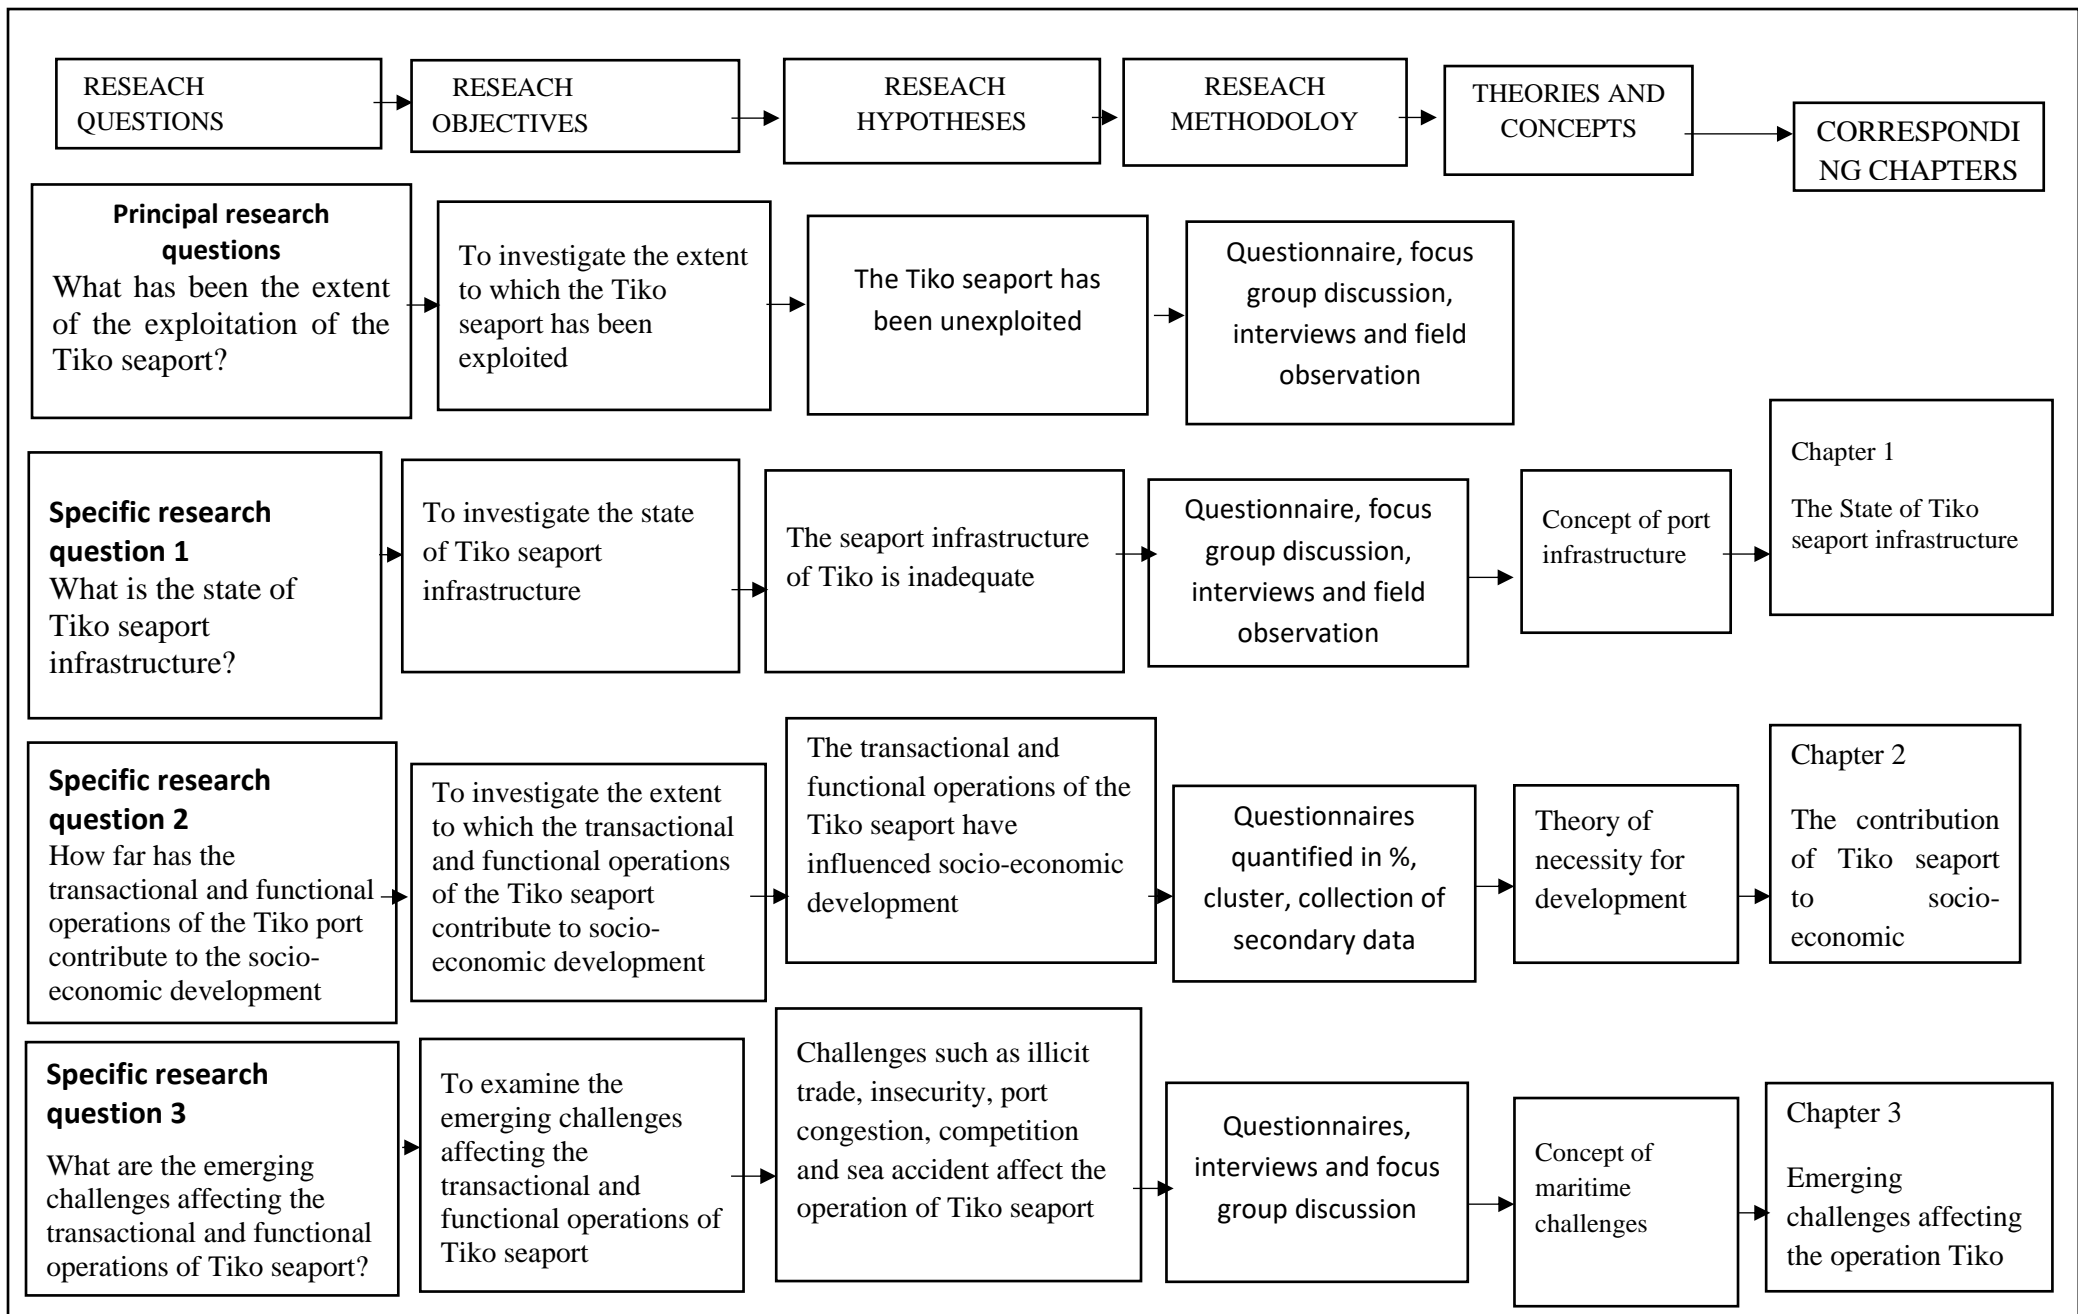 RESEACH
QUESTIONS
RESEACH
OBJECTIVES
RESEACH
HYPOTHESES
RESEACH
METHODOLOY
THEORIES AND
CONCEPTS
CORRESPONDI
NG CHAPTERS
Principal research
questions
What has been the extent
of the exploitation of the
Tiko seaport?
To investigate the extent
to which the Tiko
seaport has been
exploited
The Tiko seaport has
been unexploited
Questionnaire, focus
group discussion,
interviews and field
observation
Specific research
question 1
What is the state of
Tiko seaport
infrastructure?
To investigate the state
of Tiko seaport
infrastructure
The seaport infrastructure
of Tiko is inadequate
Questionnaire, focus
group discussion,
interviews and field
observation
Concept of port
infrastructure
Chapter 1
The State of Tiko
seaport infrastructure
Specific research
question 2
How far has the
transactional and functional
operations of the Tiko port
contribute to the socio-
economic development
To investigate the extent
to which the transactional
and functional operations
of the Tiko seaport
contribute to socio-
economic development
The transactional and
functional operations of the
Tiko seaport have
influenced socio-economic
development
Questionnaires
quantified in %,
cluster, collection of
secondary data
Theory of
necessity for
development
Chapter 2
The contribution
of Tiko seaport
to socio-
economic
Specific research
question 3
What are the emerging
challenges affecting the
transactional and functional
operations of Tiko seaport?
To examine the
emerging challenges
affecting the
transactional and
functional operations of
Tiko seaport
Challenges such as illicit
trade, insecurity, port
congestion, competition
and sea accident affect the
operation of Tiko seaport
Questionnaires,
interviews and focus
group discussion
Concept of
maritime
challenges
Chapter 3
Emerging
challenges affecting
the operation Tiko